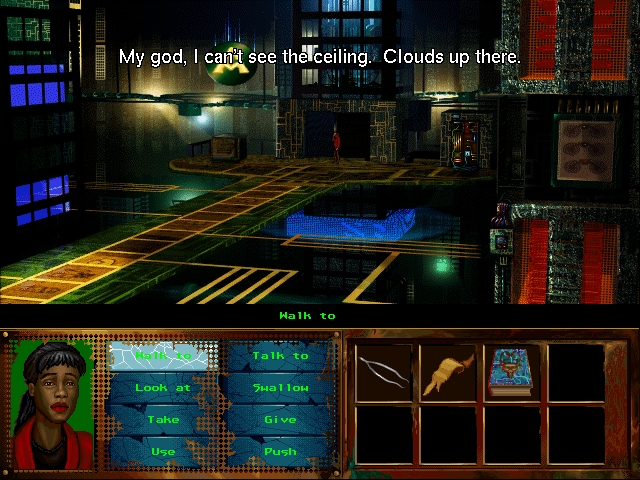 My god, I can't see the ceiling.  Clouds up there.
Walk to
Walk to
Talk to
Look at
Swallow
Take
Give
Use
Push